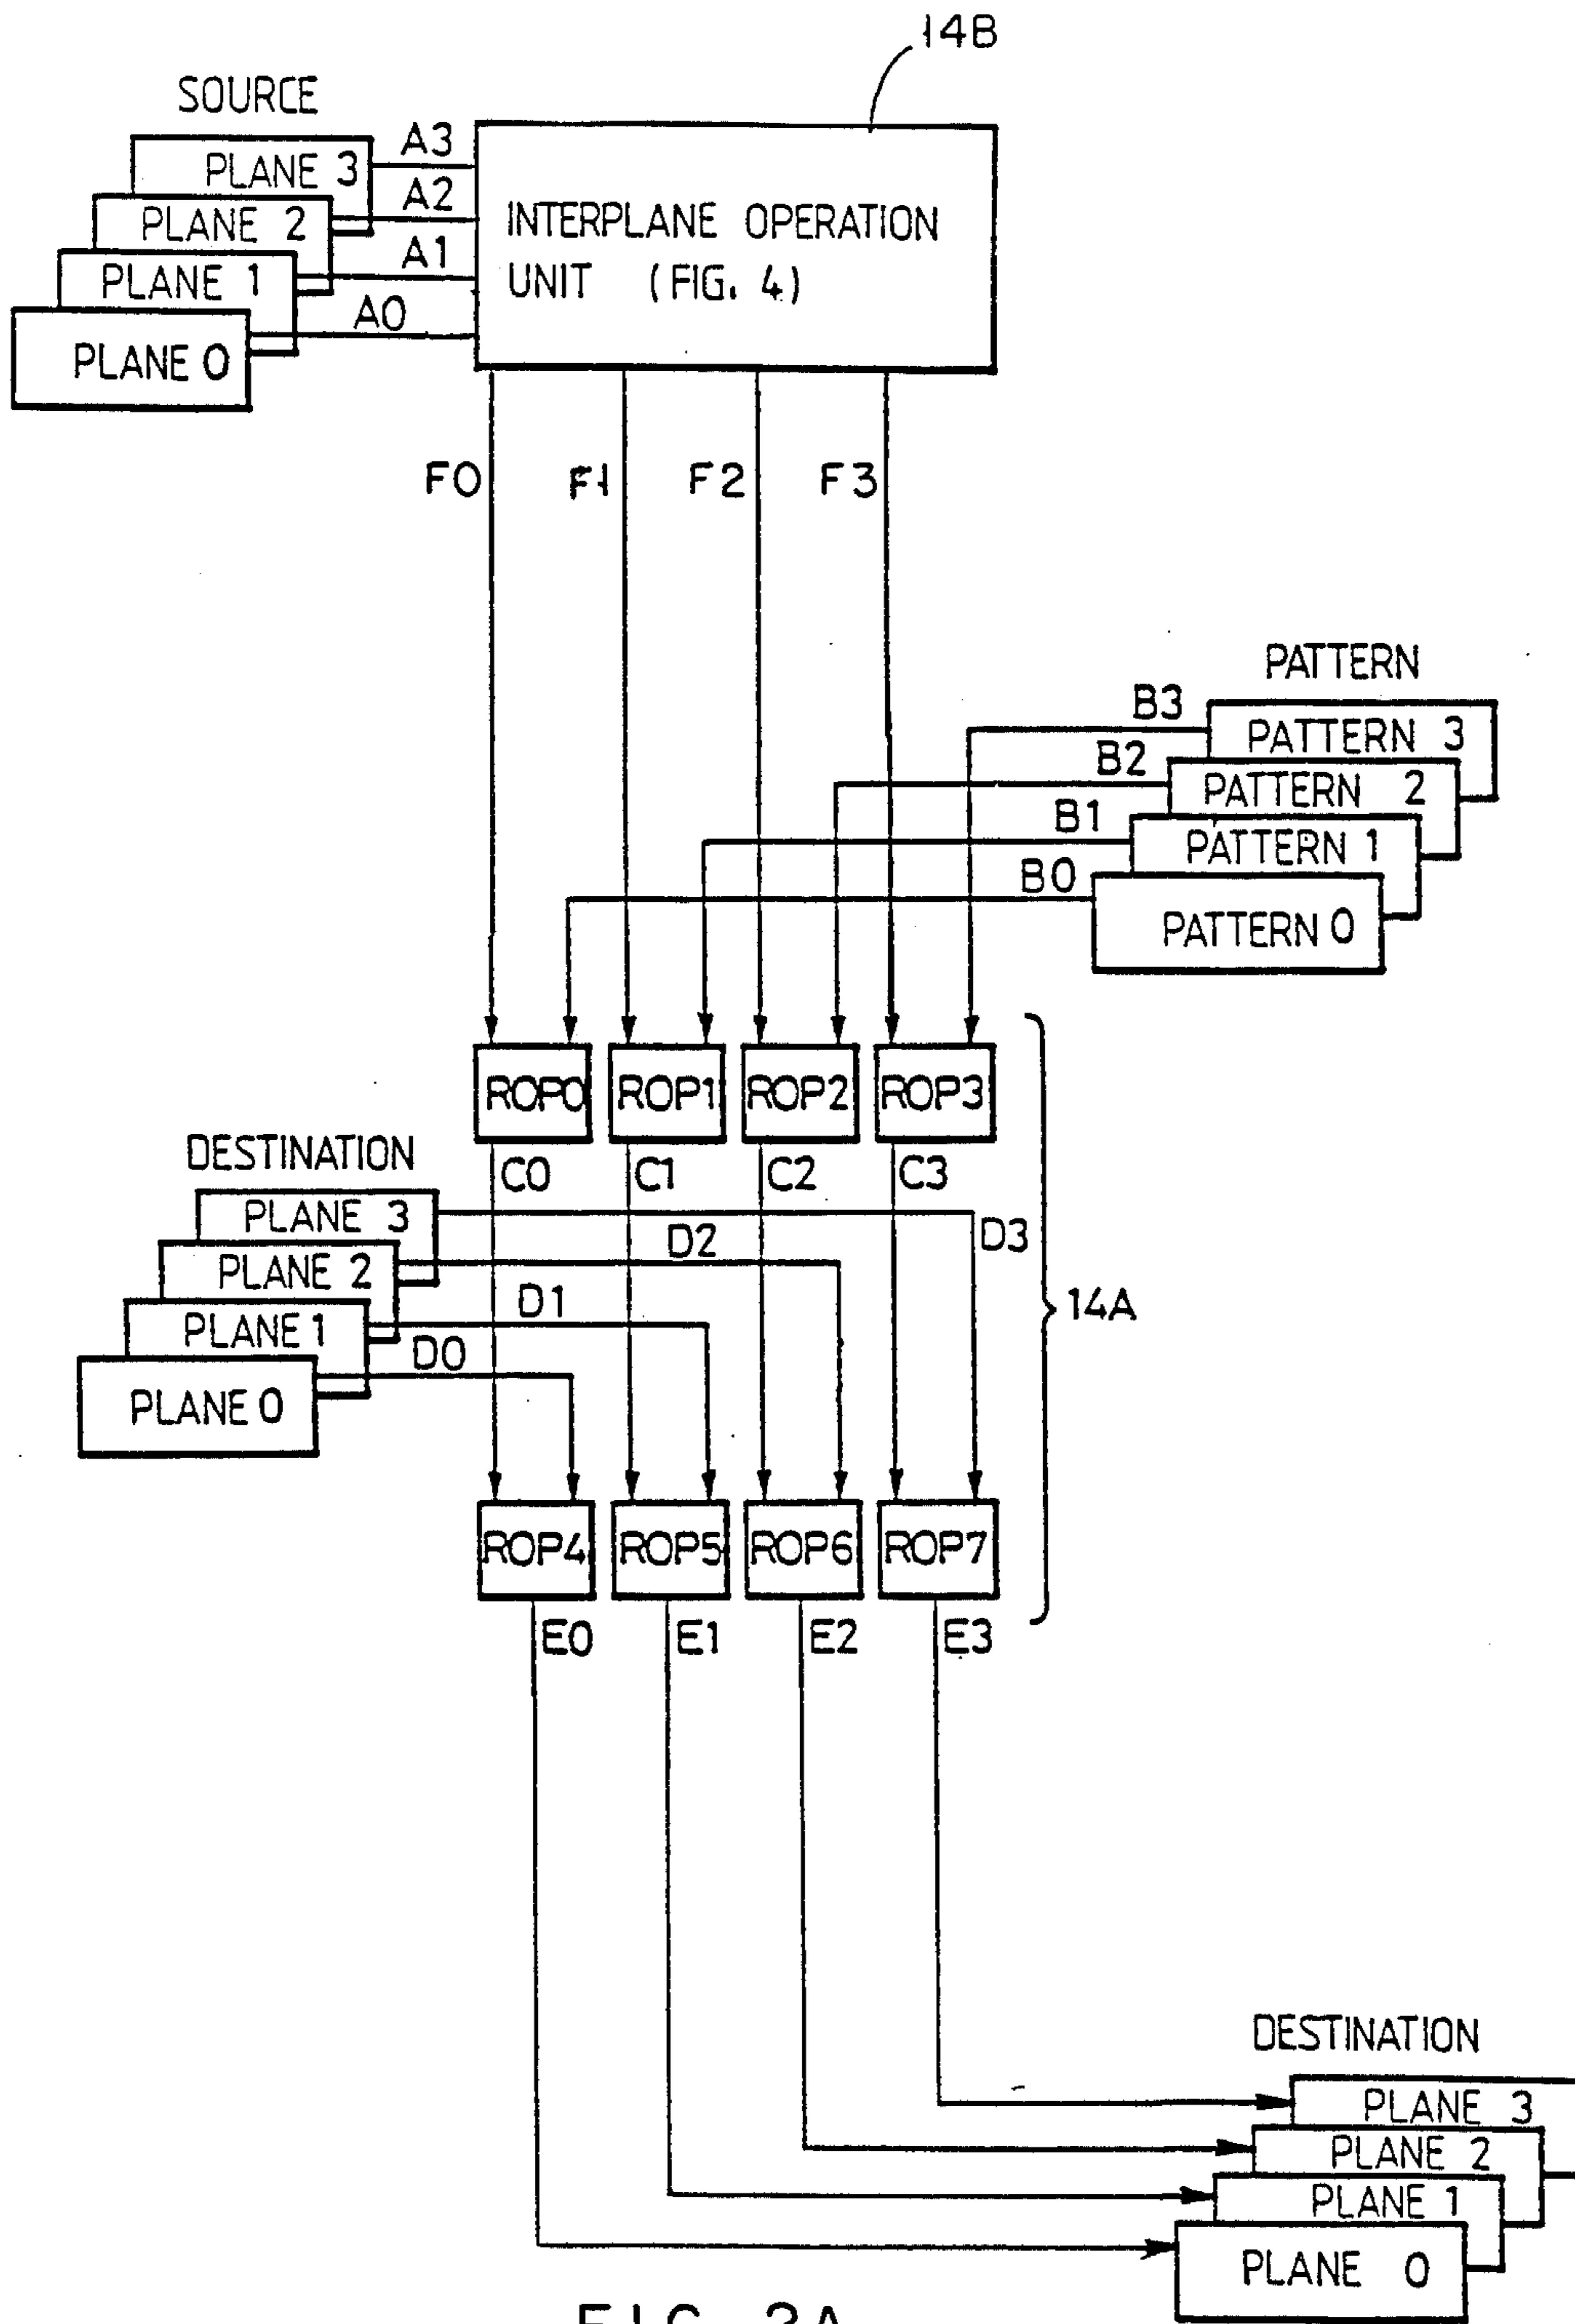 14B
SOURCE
PLANE 3
A3
PLANE 2
A2
PLANE 1
A1
PLANE 0
A0
INTERPLANE OPERATION
UNIT (FIG. 4)
F0
F1
F2
F3
PATTERN
B3
PATTERN 3
B2
PATTERN 2
B1
PATTERN 1
B0
PATTERN 0
ROP0
ROP1
ROP2
ROP3
C0
C1
C2
C3
DESTINATION
PLANE 3
D3
PLANE 2
D2
PLANE 1
D1
PLANE 0
D0
14A
ROP4
ROP5
ROP6
ROP7
E0
E1
E2
E3
DESTINATION
PLANE 3
PLANE 2
PLANE 1
PLANE 0